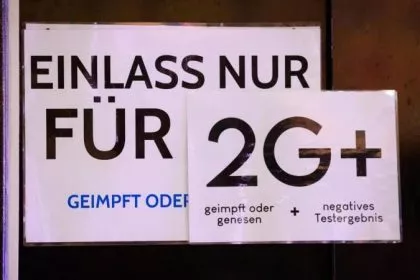 EINLASS NUR
FÜR
GEIMPFT ODER
2G+
geimpft oder
genesen
+
negatives
Testergebnis